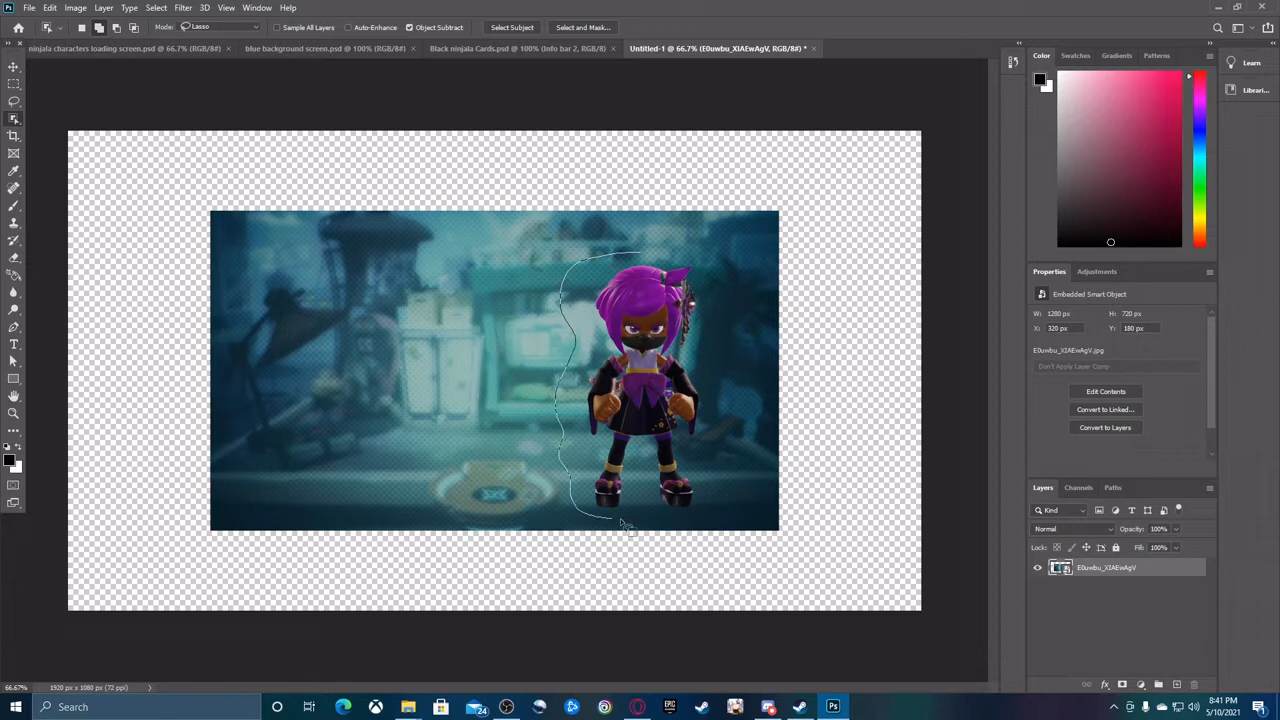 File Edit Image Layer Type Select Filter 3D View Window Help
Mode: Lasso Sample All Layers Auto-Enhance Object Subtract Select Subject Select and Mask...
ninjala characters loading screen.psd @ 66.7% (RGB/8#) × blue background screen.psd @ 100% (RGB/8#) × Black ninjala Cards.psd @ 100% (Info bar 2, RGB/8) × Untitled-1 @ 66.7% (E0uwbu_XIAEwAgV, RGB/8#) * ×
Color Swatches Gradients Patterns
Learn
Librari...
Properties Adjustments
Embedded Smart Object
W: 1280 px H: 720 px
X: 320 px Y: 180 px
E0uwbu_XIAEwAgV.jpg
Don't Apply Layer Comp
Edit Contents
Convert to Linked...
Convert to Layers
Layers Channels Paths
Kind
Normal Opacity: 100%
Lock: Fill: 100%
E0uwbu_XIAEwAgV
66.67% 1920 px x 1080 px (72 ppi)
Search
24
EPIC
Ps
8:41 PM
5/10/2021